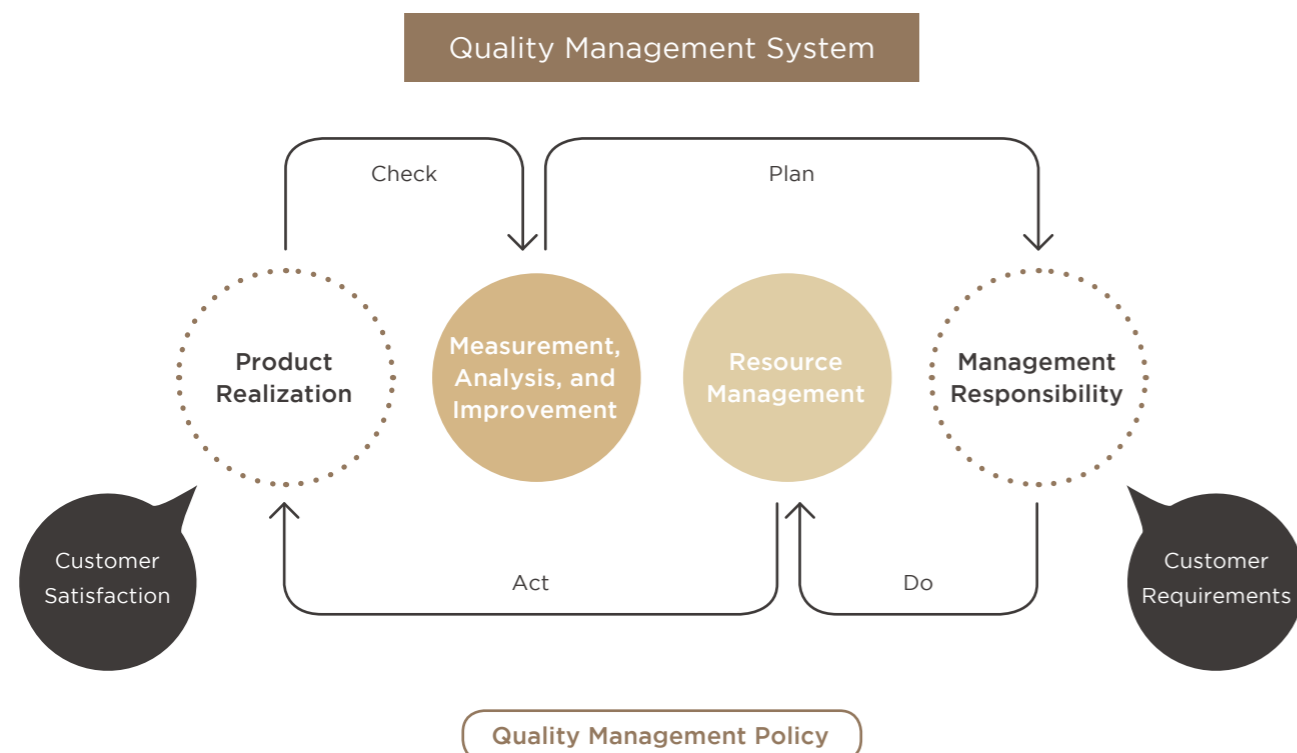 Quality Management System
Check
Plan
Product
Realization
Measurement,
Analysis, and
Improvement
Resource
Management
Management
Responsibility
Customer
Satisfaction
Act
Do
Customer
Requirements
Quality Management Policy